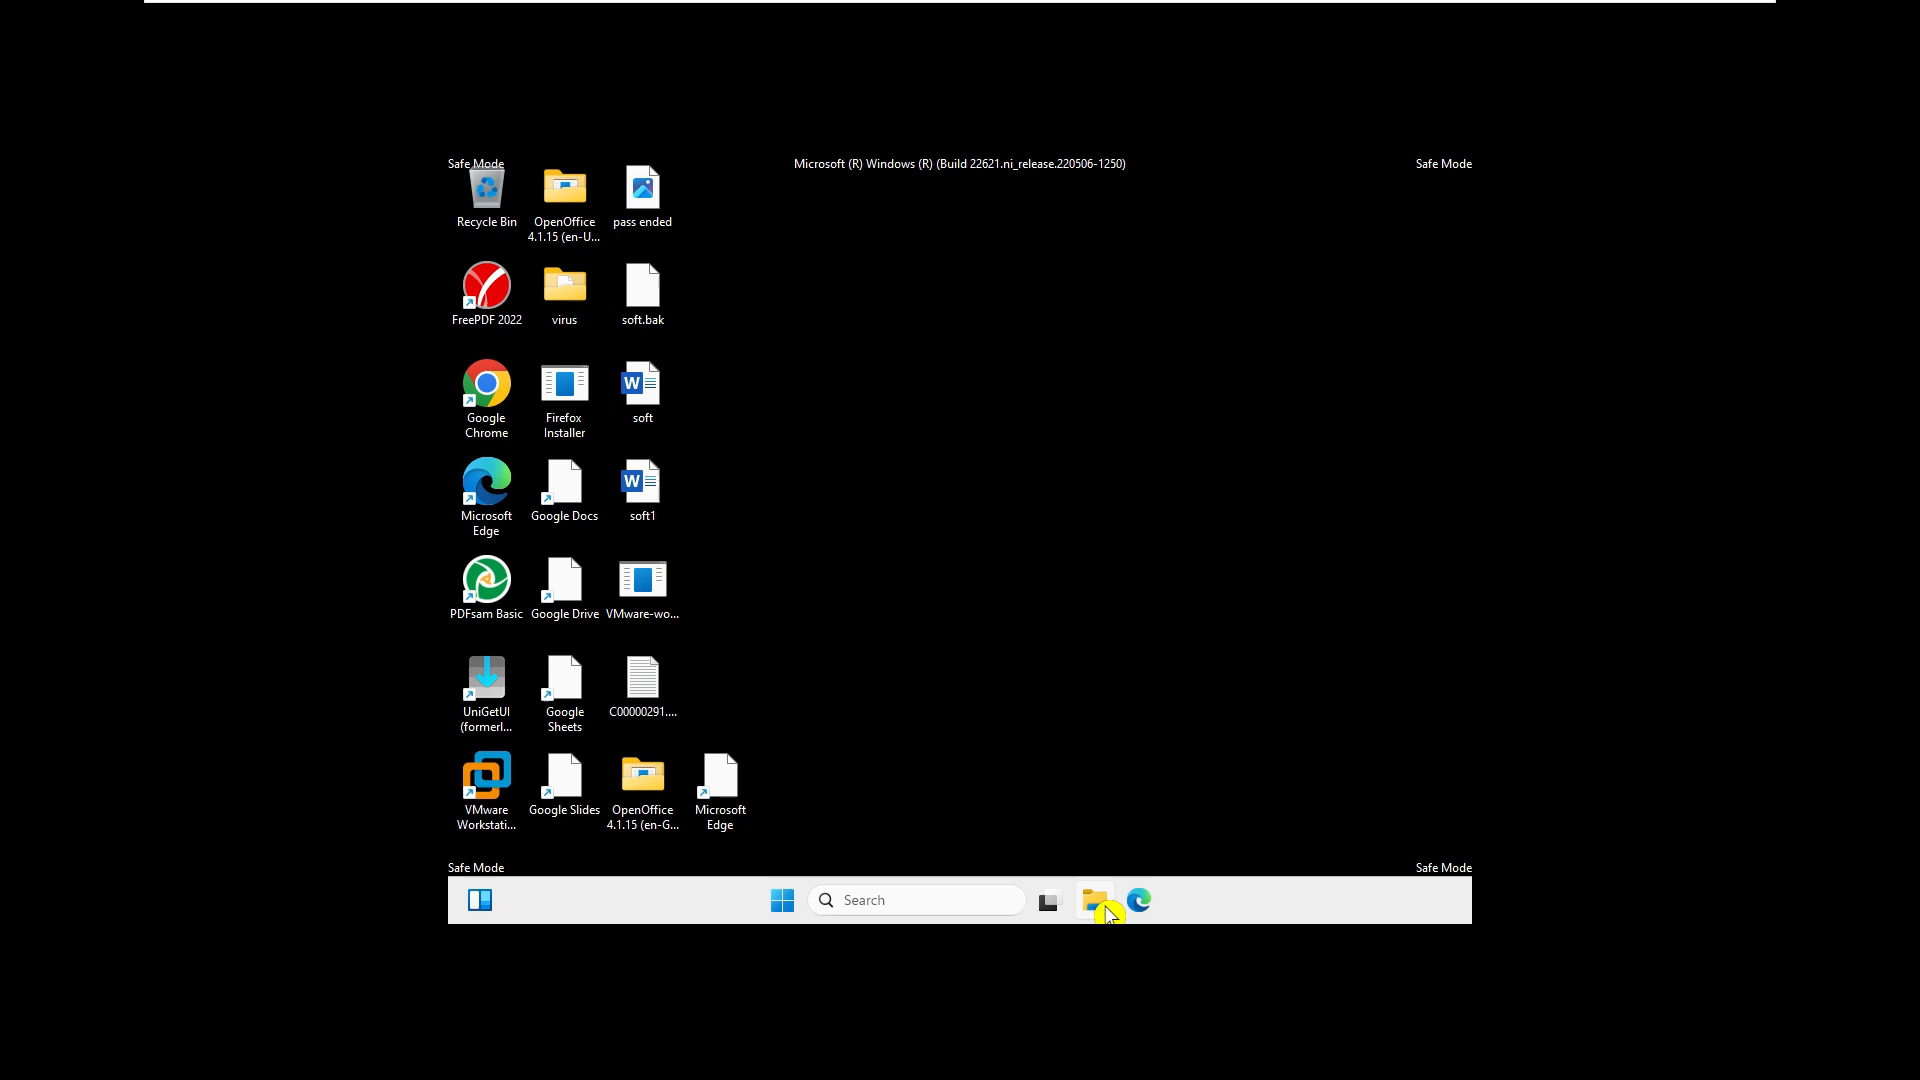 Safe Mode
Microsoft (R) Windows (R) (Build 22621.ni_release.220506-1250)
Safe Mode
Recycle Bin
OpenOffice
4.1.15 (en-U...
pass ended
FreePDF 2022
virus
soft.bak
Google
Chrome
Firefox
Installer
soft
Microsoft
Edge
Google Docs
soft1
PDFsam Basic
Google Drive
VMware-wo...
UniGetUI
(formerl...
Google
Sheets
C00000291....
VMware
Workstati...
Google Slides
OpenOffice
4.1.15 (en-G...
Microsoft
Edge
Safe Mode
Safe Mode
Search